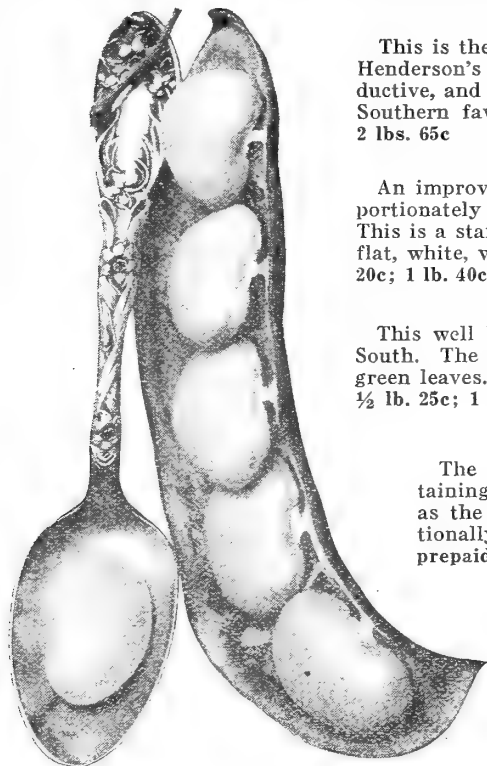 This is the
Henderson's
ductive, and
Southern fav
2 lbs. 65c
An improv
portionately
This is a star
flat, white, v
20c; 1 lb. 40c
This well
South. The
green leaves.
½ lb. 25c; 1
The
taining
as the
tionally
prepaid